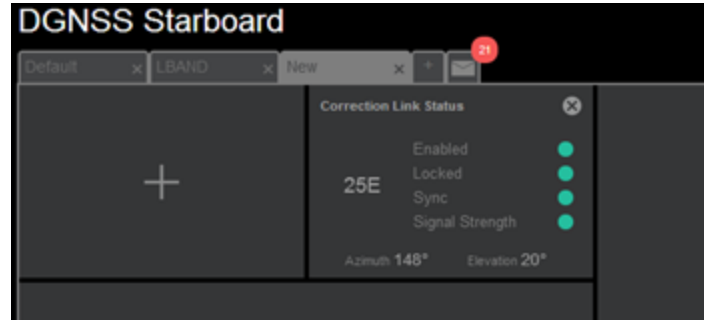 DGNSS Starboard
21
Default × LBAND × New × +
Correction Link Status
Enabled
Locked
25E
Sync
Signal Strength
Azimuth 148° Elevation 20°